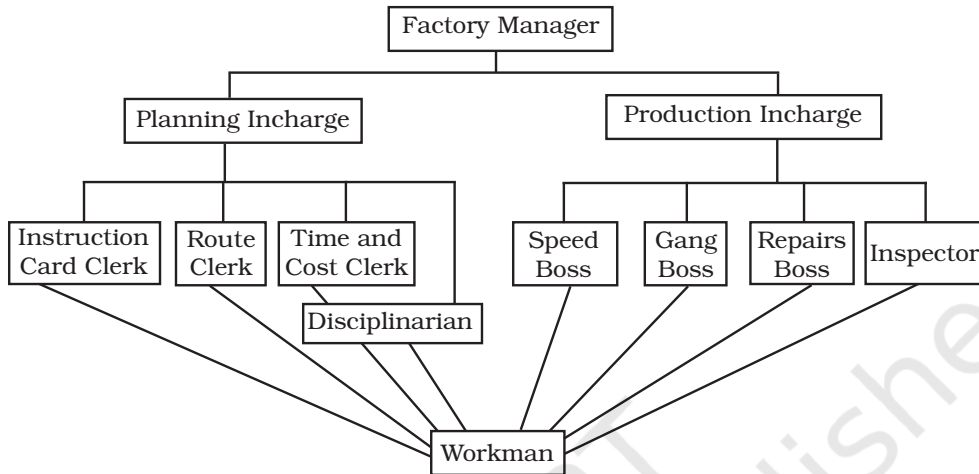 Factory Manager
Planning Incharge
Production Incharge
Instruction
Card Clerk
Route
Clerk
Time and
Cost Clerk
Disciplinarian
Speed
Boss
Gang
Boss
Repairs
Boss
Inspector
Workman